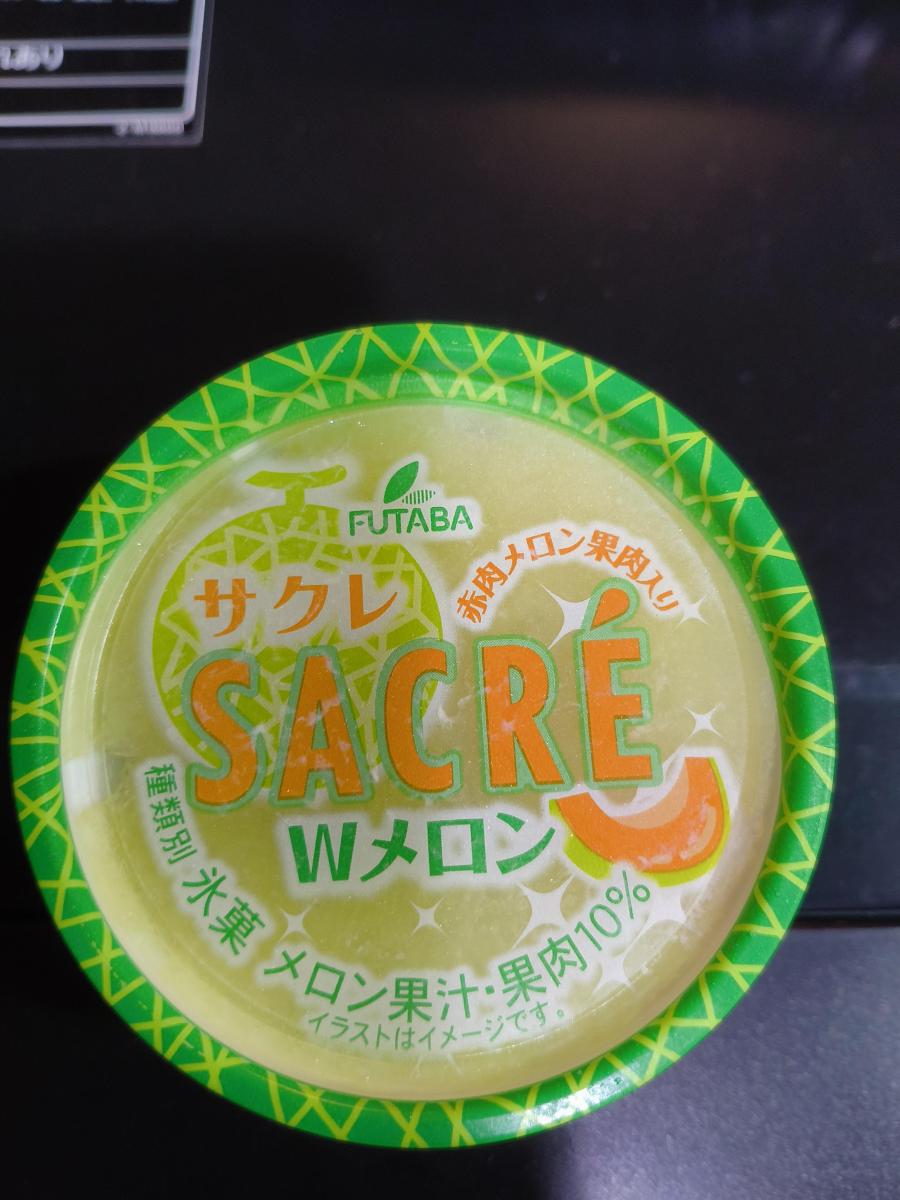 FUTABA
サクレ
赤肉メロン果肉入り
SACRÉ
Wメロン
種類別 氷菓 メロン果汁・果肉10%
イラストはイメージです。